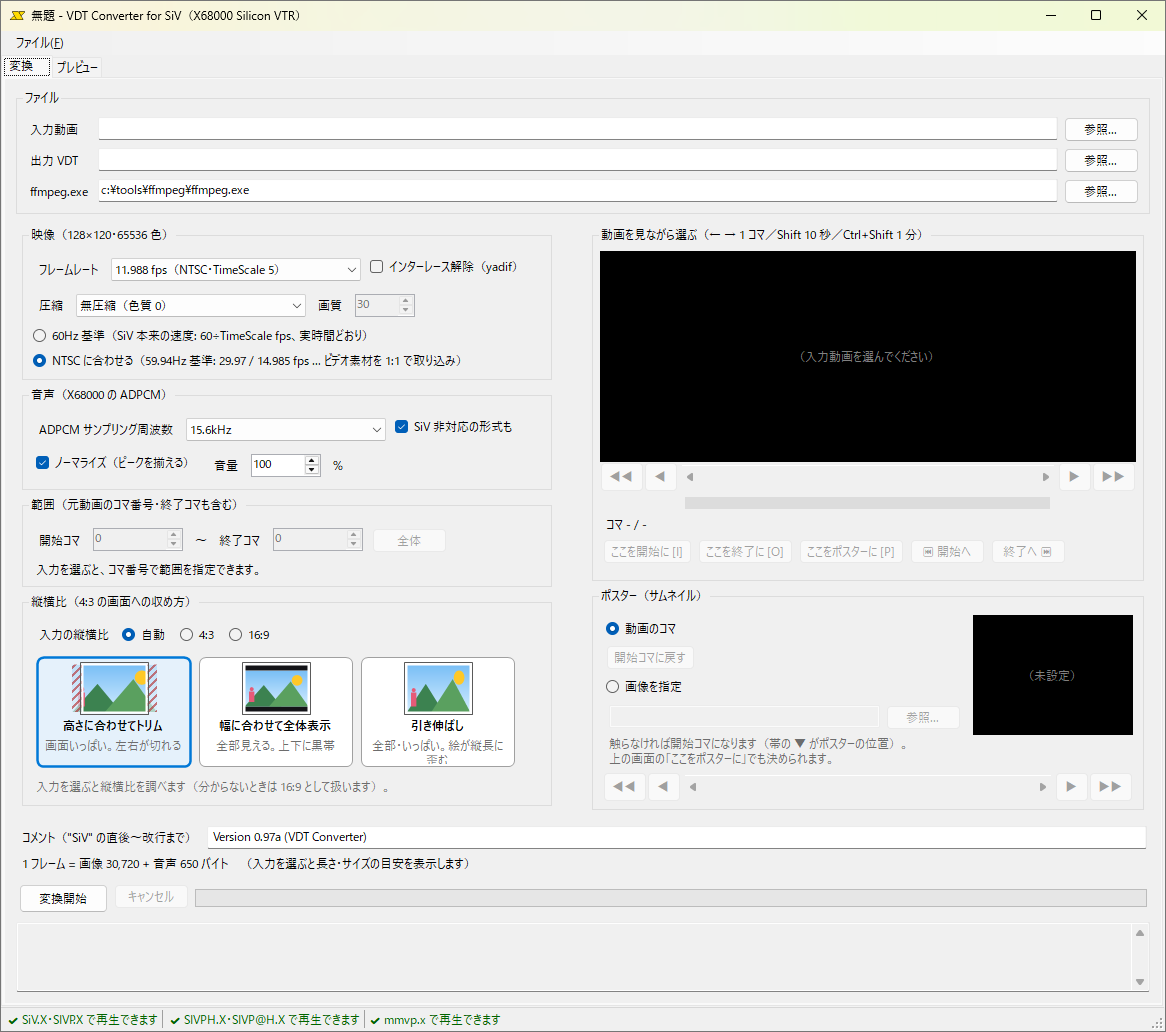 無題 - VDT Converter for SiV（X68000 Silicon VTR）
ファイル(F)
変換 プレビュー
ファイル
入力動画 参照...
出力 VDT 参照...
ffmpeg.exe c:¥tools¥ffmpeg¥ffmpeg.exe 参照...
映像（128×120・65536 色）
フレームレート 11.988 fps（NTSC・TimeScale 5） インターレース解除（yadif）
圧縮 無圧縮（色質 0） 画質 30
60Hz 基準（SiV 本来の速度: 60÷TimeScale fps、実時間どおり）
NTSC に合わせる（59.94Hz 基準: 29.97 / 14.985 fps ... ビデオ素材を 1:1 で取り込み）
音声（X68000 の ADPCM）
ADPCM サンプリング周波数 15.6kHz SiV 非対応の形式も
ノーマライズ（ピークを揃える） 音量 100 %
範囲（元動画のコマ番号・終了コマも含む）
開始コマ 0 ～ 終了コマ 0 全体
入力を選ぶと、コマ番号で範囲を指定できます。
縦横比（4:3 の画面への収め方）
入力の縦横比 自動 4:3 16:9
高さに合わせてトリム
画面いっぱい。左右が切れる
幅に合わせて全体表示
全部見える。上下に黒帯
引き伸ばし
全部・いっぱい。絵が縦長に
歪む
入力を選ぶと縦横比を調べます（分からないときは 16:9 として扱います）。
動画を見ながら選ぶ（← → 1 コマ／Shift 10 秒／Ctrl+Shift 1 分）
（入力動画を選んでください）
コマ - / -
ここを開始に [I] ここを終了に [O] ここをポスターに [P] ⏮ 開始へ 終了へ ⏭
ポスター（サムネイル）
動画のコマ
開始コマに戻す
画像を指定
参照...
（未設定）
触らなければ開始コマになります（帯の ▼ がポスターの位置）。
上の画面の「ここをポスターに」でも決められます。
コメント（"SiV" の直後～改行まで） Version 0.97a (VDT Converter)
1 フレーム = 画像 30,720 + 音声 650 バイト （入力を選ぶと長さ・サイズの目安を表示します）
変換開始 キャンセル
✔ SiV.X・SIVP.X で再生できます ✔ SIVPH.X・SIVP@H.X で再生できます ✔ mmvp.x で再生できます